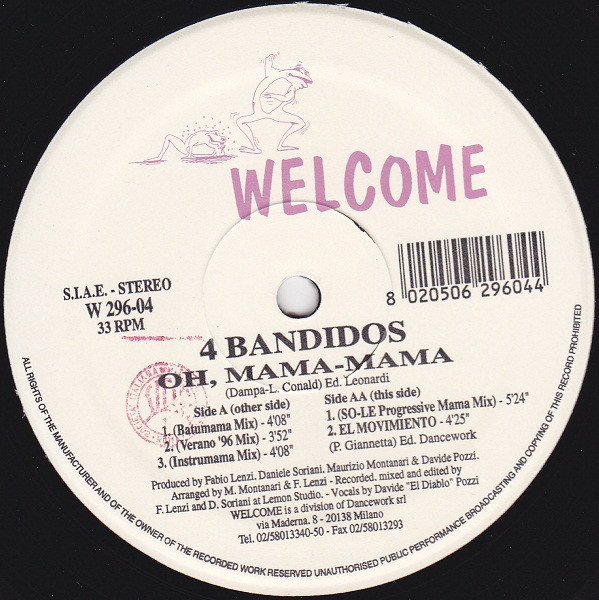 WELCOME
S.I.A.E. - STEREO
W 296-04
33 RPM
8 020506 296044
4 BANDIDOS
OH, MAMA-MAMA
(Dampa-L. Conald) Ed. Leonardi
Side A (other side)
1. (Batumama Mix) - 4'08"
2. (Verano '96 Mix) - 3'52"
3. (Instrumama Mix) - 4'08"
Side AA (this side)
1. (SO-LE Progressive Mama Mix) - 5'24"
2. EL MOVIMIENTO - 4'25"
(P. Giannetta) Ed. Dancework
Produced by Fabio Lenzi, Daniele Soriani, Maurizio Montanari & Davide Pozzi.
Arranged by M. Montanari & F. Lenzi - Recorded. mixed and edited by
F. Lenzi and D. Soriani at Lemon Studio. - Vocals by Davide "El Diablo" Pozzi
WELCOME is a division of Dancework srl
via Maderna. 8 - 20138 Milano
Tel. 02/58013340-50 - Fax 02/58013293
ALL RIGHTS OF THE MANUFACTURER AND OF THE OWNER OF THE RECORDED WORK RESERVED UNAUTHORISED PUBLIC PERFORMANCE BROADCASTING AND COPYING OF THIS RECORD PROHIBITED